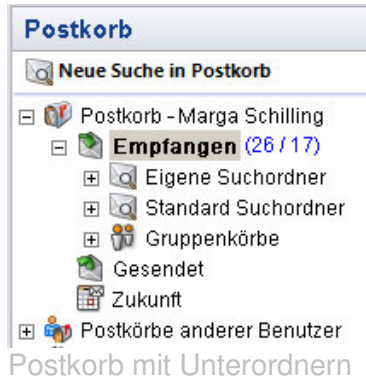 Postkorb
Neue Suche in Postkorb
Postkorb - Marga Schilling
Empfangen (26 / 17)
Eigene Suchordner
Standard Suchordner
Gruppenkörbe
Gesendet
Zukunft
Postkörbe anderer Benutzer
Postkorb mit Unterordnern